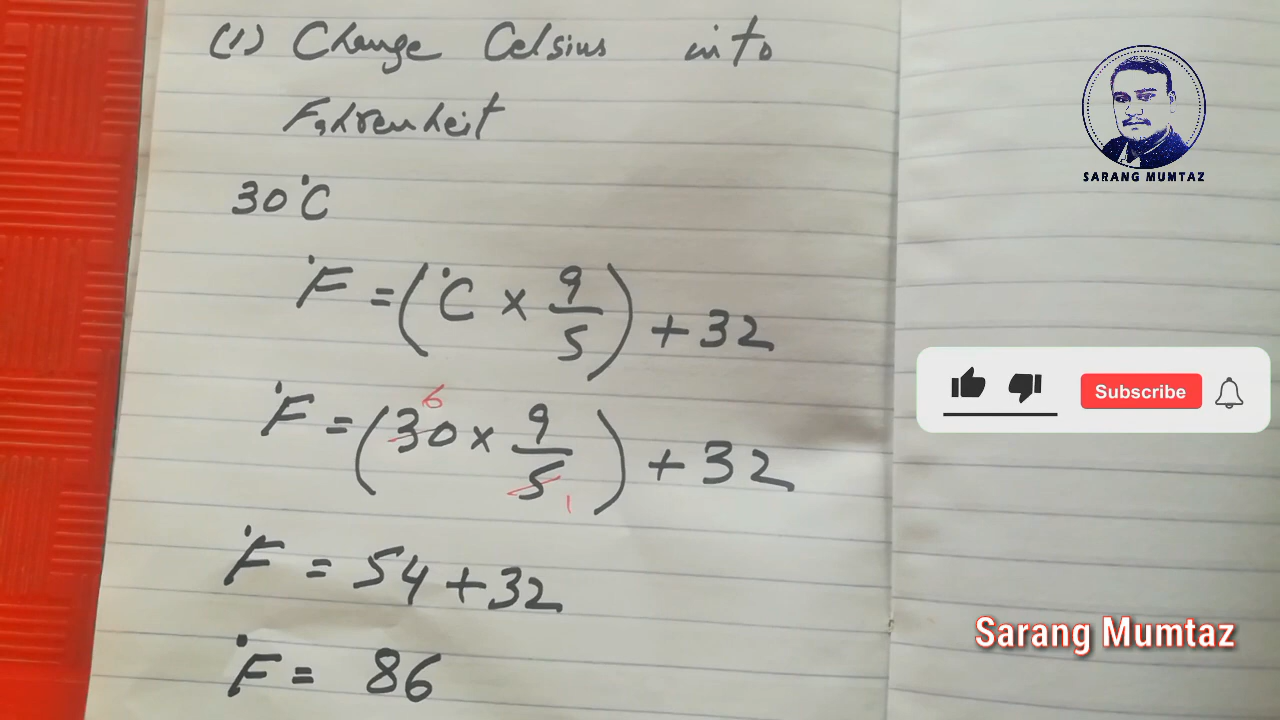 (1) Change Celsius into
Fahrenheit
30°C
°F = (°C × 9/5) + 32
°F = (30 × 9/5) + 32
6
1
°F = 54 + 32
°F = 86
SARANG MUMTAZ
Subscribe
Sarang Mumtaz